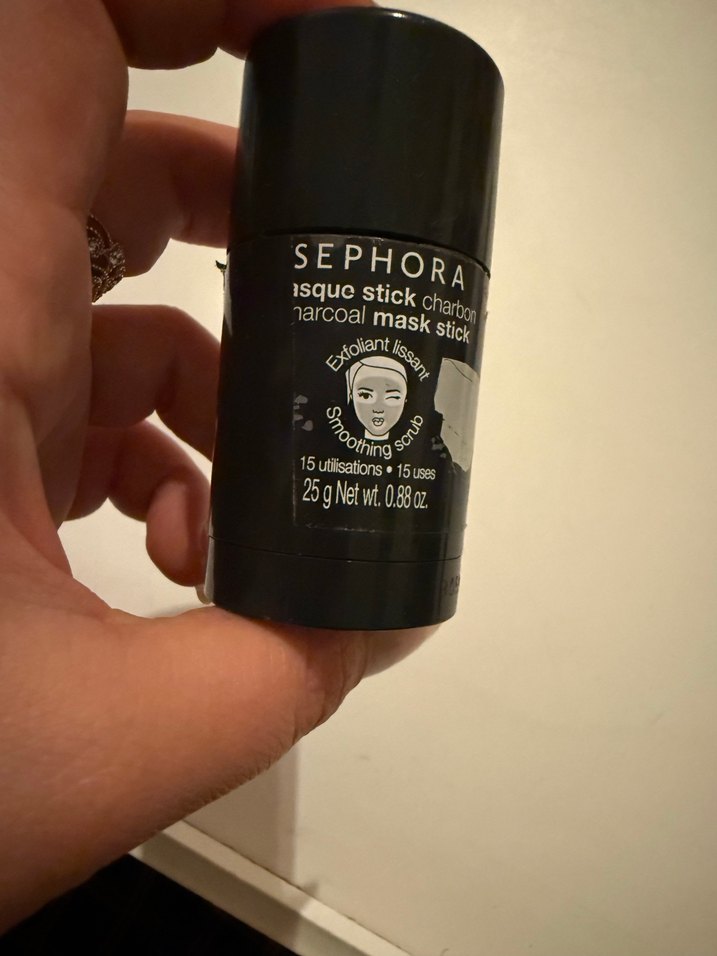 SEPHORA
asque stick charbon
harcoal mask stick
Exfoliant lissant
Smoothing scrub
15 utilisations • 15 uses
25 g Net wt. 0.88 oz.